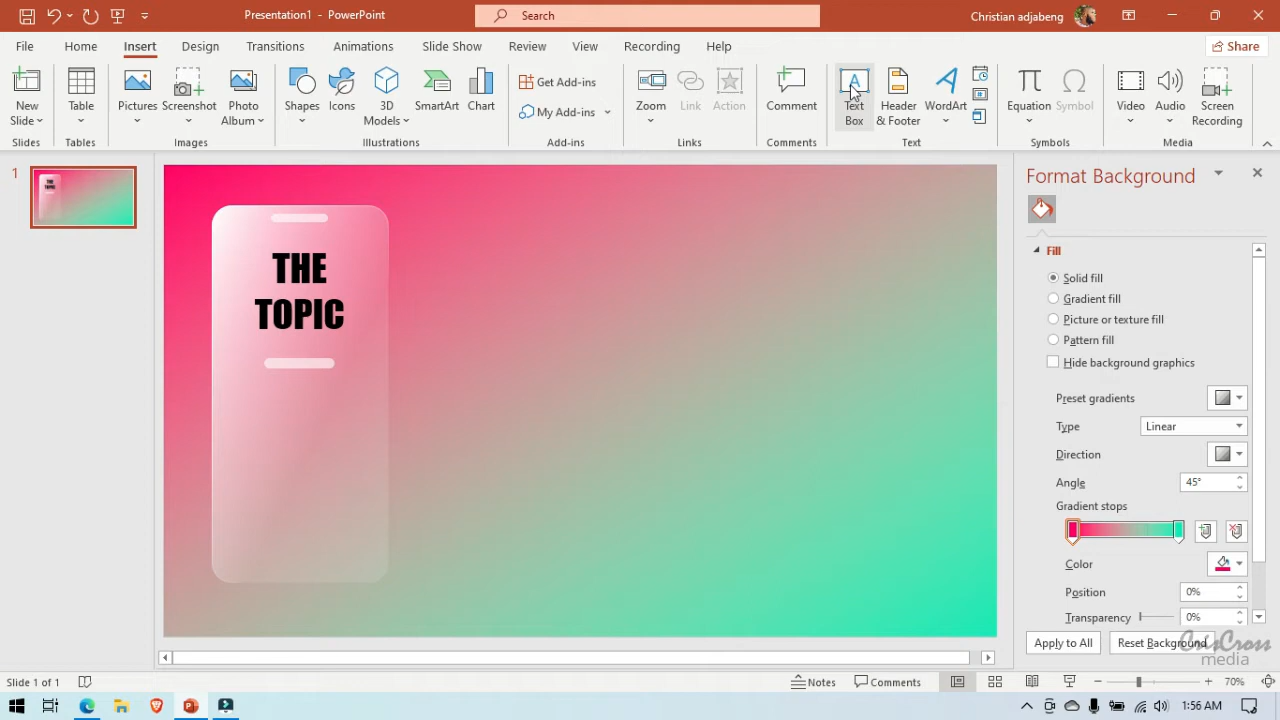 Presentation1 - PowerPoint
Search
Christian adjabeng
File Home Insert Design Transitions Animations Slide Show Review View Recording Help Share
New Slide
Table
Pictures
Screenshot
Photo Album
Shapes
Icons
3D Models
SmartArt
Chart
Get Add-ins
My Add-ins
Zoom
Link
Action
Comment
Text Box
Header & Footer
WordArt
Equation
Symbol
Video
Audio
Screen Recording
Slides Tables Images Illustrations Add-ins Links Comments Text Symbols Media
1
THE
TOPIC
THE
TOPIC
Format Background
Fill
Solid fill
Gradient fill
Picture or texture fill
Pattern fill
Hide background graphics
Preset gradients
Type Linear
Direction
Angle 45°
Gradient stops
Color
Position 0%
Transparency 0%
Apply to All Reset Background
CrisCross
media
Slide 1 of 1 Notes Comments 70%
1:56 AM